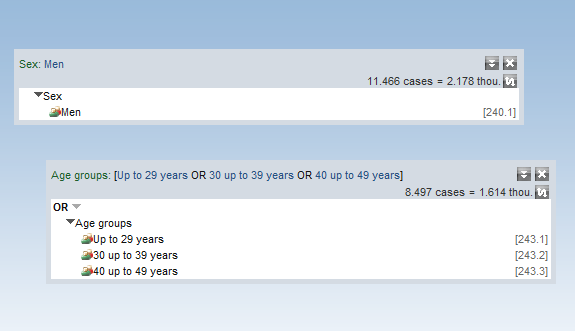 Sex: Men
11.466 cases = 2.178 thou.
Sex
Men [240.1]
Age groups: [Up to 29 years OR 30 up to 39 years OR 40 up to 49 years]
8.497 cases = 1.614 thou.
OR
Age groups
Up to 29 years [243.1]
30 up to 39 years [243.2]
40 up to 49 years [243.3]